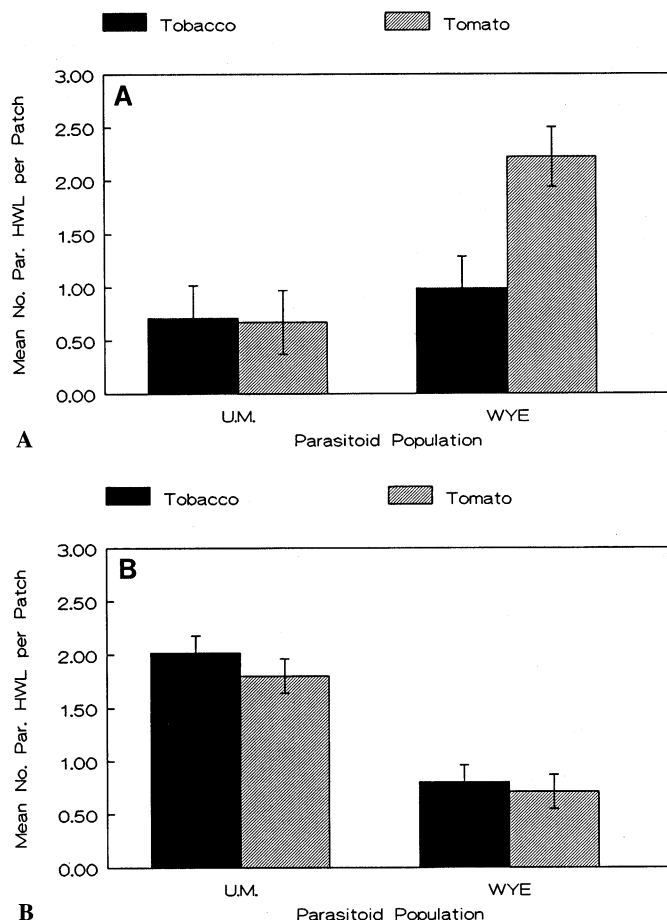 Tobacco Tomato
A
3.00
2.50
2.00
1.50
1.00
0.50
0.00
Mean No. Par. HWL per Patch
U.M. WYE
A Parasitoid Population
Tobacco Tomato
B
3.00
2.50
2.00
1.50
1.00
0.50
0.00
Mean No. Par. HWL per Patch
U.M. WYE
B Parasitoid Population